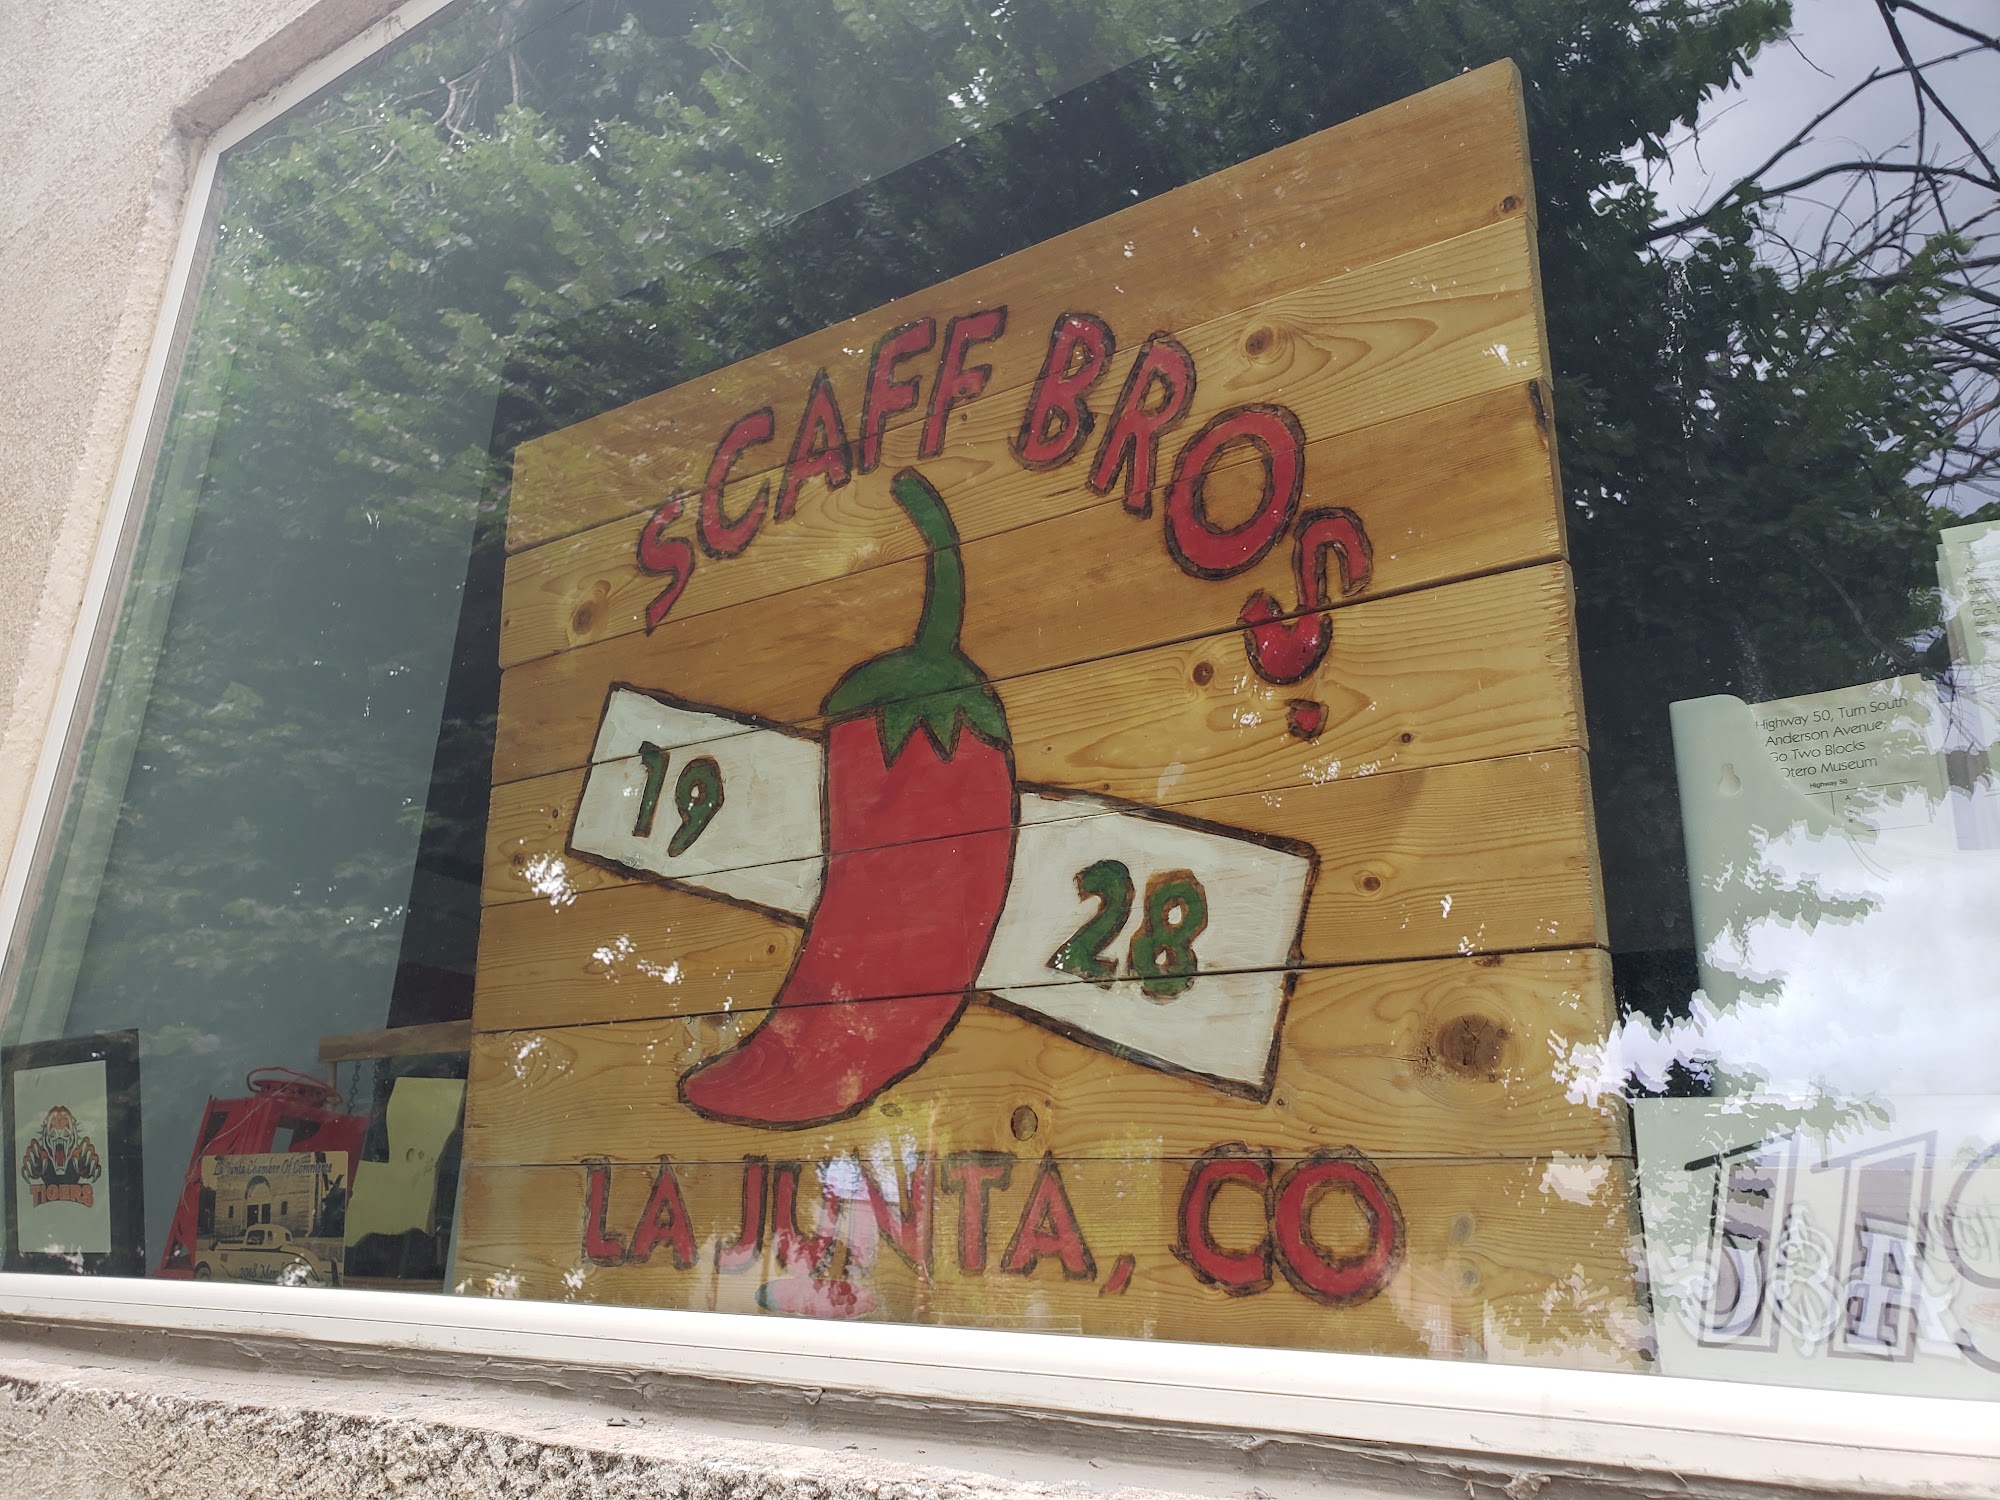 SCAFF BROS.
19 28
LA JUNTA, CO
TIGERS
La Junta Chamber Of Commerce
2018
Highway 50, Turn South
Anderson Avenue;
Go Two Blocks
Otero Museum
Highway 50